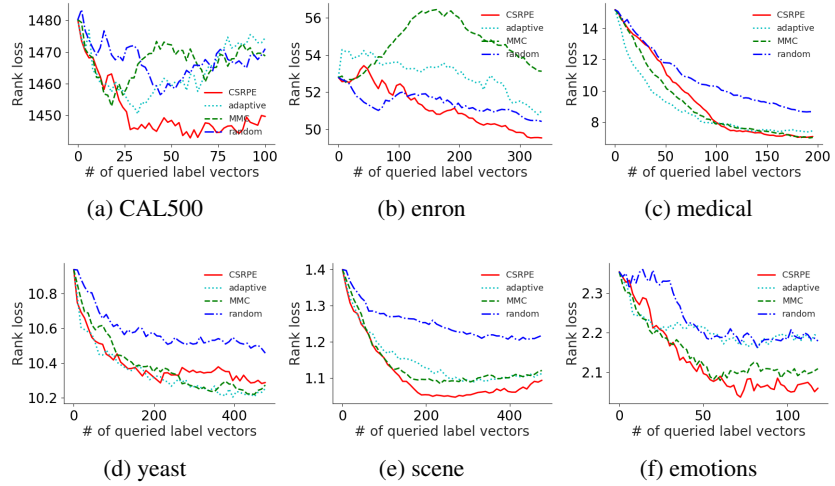 Rank loss
1480
1470
1460
1450
CSRPE
adaptive
MMC
random
0 25 50 75 100
# of queried label vectors
(a) CAL500
Rank loss
56
54
52
50
CSRPE
adaptive
MMC
random
0 100 200 300
# of queried label vectors
(b) enron
Rank loss
14
12
10
8
CSRPE
adaptive
MMC
random
0 50 100 150 200
# of queried label vectors
(c) medical
Rank loss
10.8
10.6
10.4
10.2
CSRPE
adaptive
MMC
random
0 200 400
# of queried label vectors
(d) yeast
Rank loss
1.4
1.3
1.2
1.1
CSRPE
adaptive
MMC
random
0 200 400
# of queried label vectors
(e) scene
Rank loss
2.3
2.2
2.1
CSRPE
adaptive
MMC
random
0 50 100
# of queried label vectors
(f) emotions